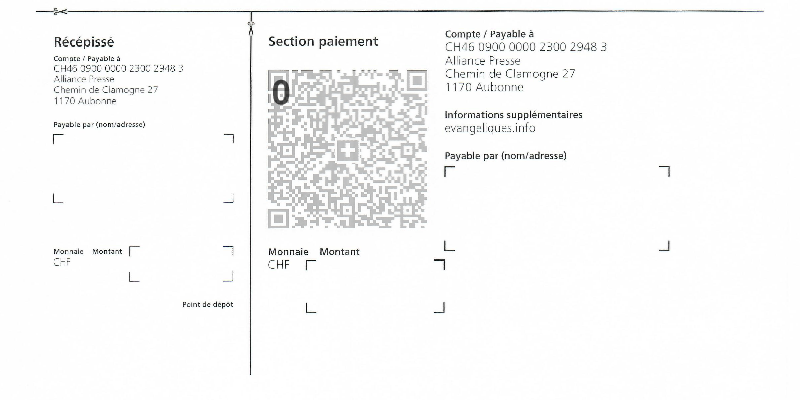 Récépissé
Compte / Payable à
CH46 0900 0000 2300 2948 3
Alliance Presse
Chemin de Clamogne 27
1170 Aubonne
Payable par (nom/adresse)
Monnaie Montant
CHF
Point de dépôt
Section paiement
0
Monnaie Montant
CHF
Compte / Payable à
CH46 0900 0000 2300 2948 3
Alliance Presse
Chemin de Clamogne 27
1170 Aubonne
Informations supplémentaires
evangeliques.info
Payable par (nom/adresse)